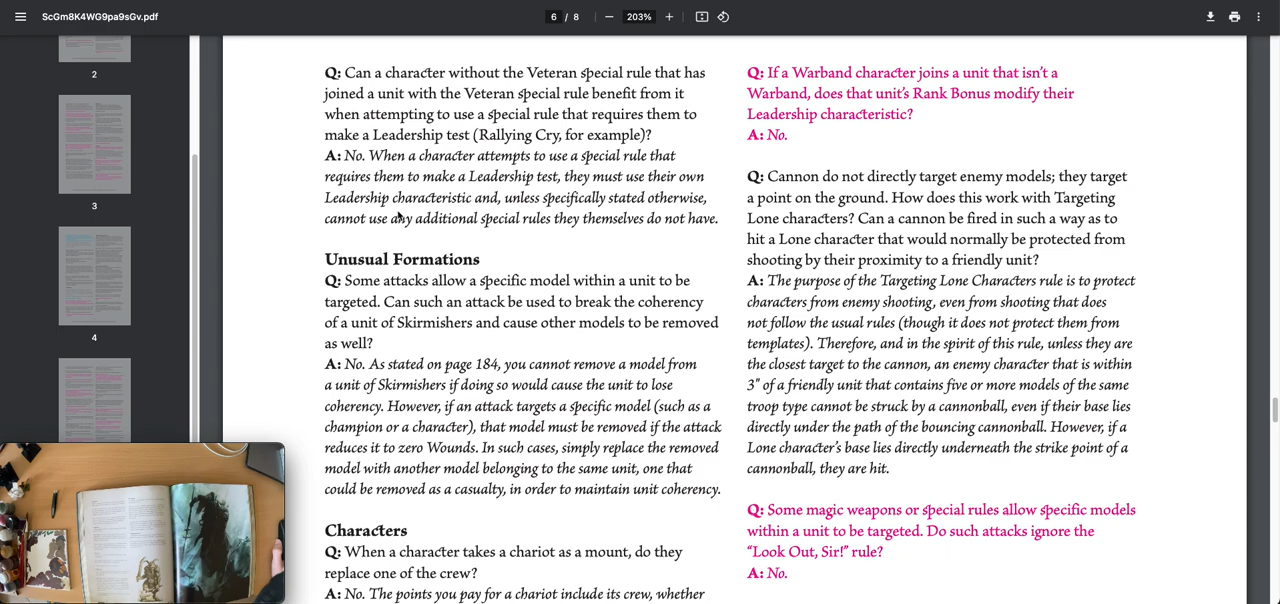 ScGm8K4WG9pa9sGv.pdf
6 / 8
203%
2
3
4
Q: Can a character without the Veteran special rule that has
joined a unit with the Veteran special rule benefit from it
when attempting to use a special rule that requires them to
make a Leadership test (Rallying Cry, for example)?
A: No. When a character attempts to use a special rule that
requires them to make a Leadership test, they must use their own
Leadership characteristic and, unless specifically stated otherwise,
cannot use any additional special rules they themselves do not have.
Unusual Formations
Q: Some attacks allow a specific model within a unit to be
targeted. Can such an attack be used to break the coherency
of a unit of Skirmishers and cause other models to be removed
as well?
A: No. As stated on page 184, you cannot remove a model from
a unit of Skirmishers if doing so would cause the unit to lose
coherency. However, if an attack targets a specific model (such as a
champion or a character), that model must be removed if the attack
reduces it to zero Wounds. In such cases, simply replace the removed
model with another model belonging to the same unit, one that
could be removed as a casualty, in order to maintain unit coherency.
Characters
Q: When a character takes a chariot as a mount, do they
replace one of the crew?
A: No. The points you pay for a chariot include its crew, whether
Q: If a Warband character joins a unit that isn't a
Warband, does that unit's Rank Bonus modify their
Leadership characteristic?
A: No.
Q: Cannon do not directly target enemy models; they target
a point on the ground. How does this work with Targeting
Lone characters? Can a cannon be fired in such a way as to
hit a Lone character that would normally be protected from
shooting by their proximity to a friendly unit?
A: The purpose of the Targeting Lone Characters rule is to protect
characters from enemy shooting, even from shooting that does
not follow the usual rules (though it does not protect them from
templates). Therefore, and in the spirit of this rule, unless they are
the closest target to the cannon, an enemy character that is within
3" of a friendly unit that contains five or more models of the same
troop type cannot be struck by a cannonball, even if their base lies
directly under the path of the bouncing cannonball. However, if a
Lone character's base lies directly underneath the strike point of a
cannonball, they are hit.
Q: Some magic weapons or special rules allow specific models
within a unit to be targeted. Do such attacks ignore the
"Look Out, Sir!" rule?
A: No.